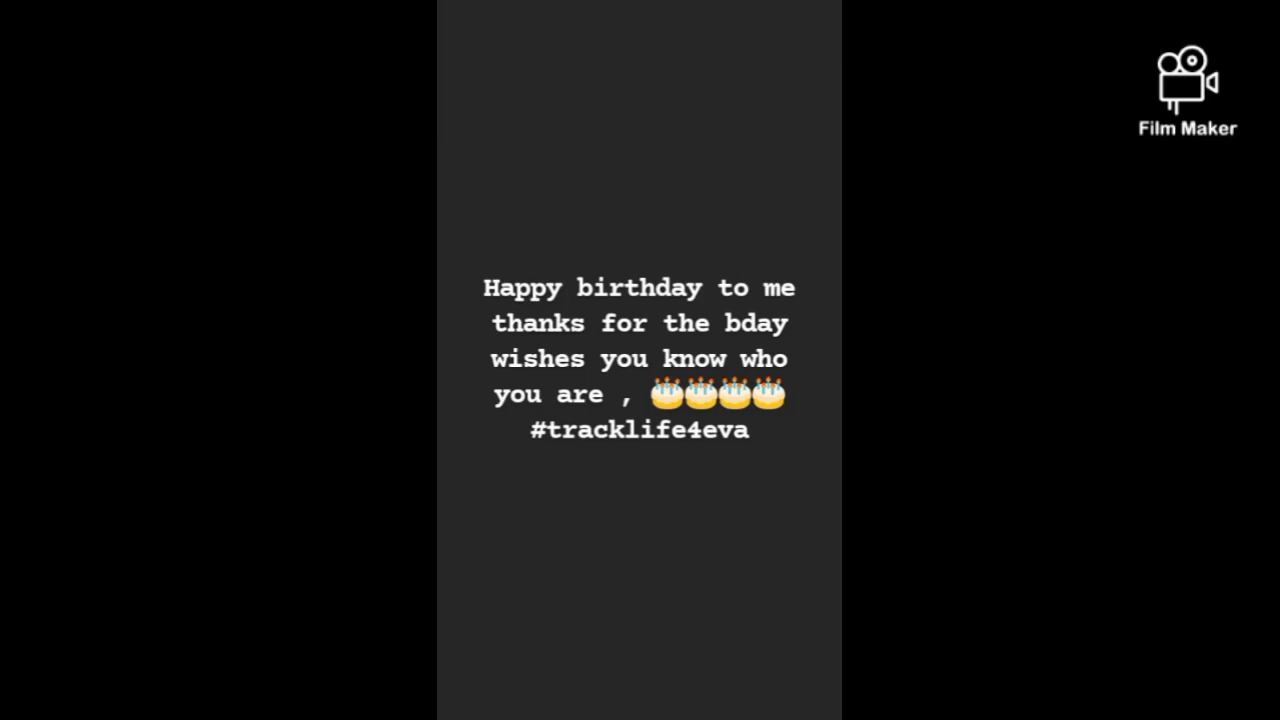 Film Maker
Happy birthday to me
thanks for the bday
wishes you know who
you are , 🎂🎂🎂🎂
#tracklife4eva